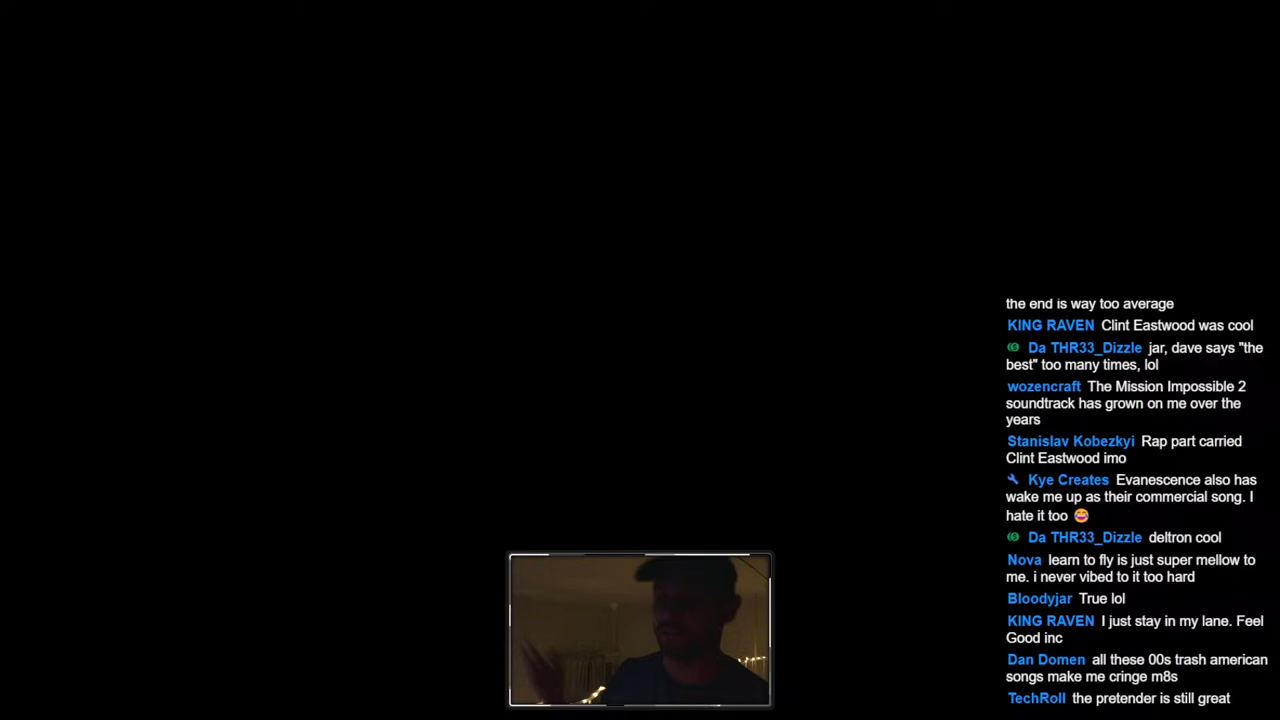 the end is way too average
KING RAVEN Clint Eastwood was cool
Da THR33_Dizzle jar, dave says "the
best" too many times, lol
wozencraft The Mission Impossible 2
soundtrack has grown on me over the
years
Stanislav Kobezkyi Rap part carried
Clint Eastwood imo
Kye Creates Evanescence also has
wake me up as their commercial song. I
hate it too 😂
Da THR33_Dizzle deltron cool
Nova learn to fly is just super mellow to
me. i never vibed to it too hard
Bloodyjar True lol
KING RAVEN I just stay in my lane. Feel
Good inc
Dan Domen all these 00s trash american
songs make me cringe m8s
TechRoll the pretender is still great